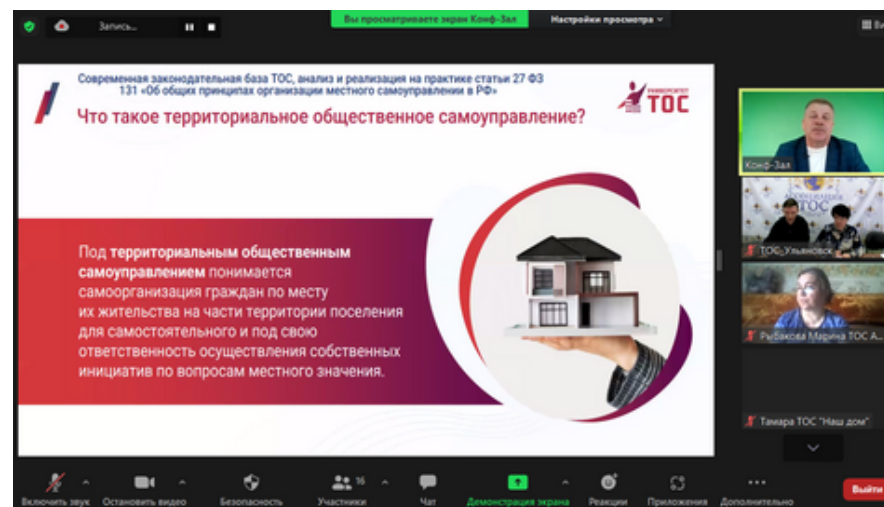 Запись...
Вы просматриваете экран Конф-Зал
Настройки просмотра
Современная законодательная база ТОС, анализ и реализация на практике статьи 27 ФЗ
131 «Об общих принципах организации местного самоуправлении в РФ»
Что такое территориальное общественное самоуправление?
УНИВЕРСИТЕТ
ТОС
Под территориальным общественным
самоуправлением понимается
самоорганизация граждан по месту
их жительства на части территории поселения
для самостоятельного и под свою
ответственность осуществления собственных
инициатив по вопросам местного значения.
Конф-Зал
АССОЦИАЦИЯ
ТОС
ТОС_Ульяновск
Рыбакова Марина ТОС А...
Тамара ТОС "Наш дом"
Включить звук
Остановить видео
Безопасность
Участники
16
Чат
Демонстрация экрана
Реакции
Приложения
Дополнительно
Выйти